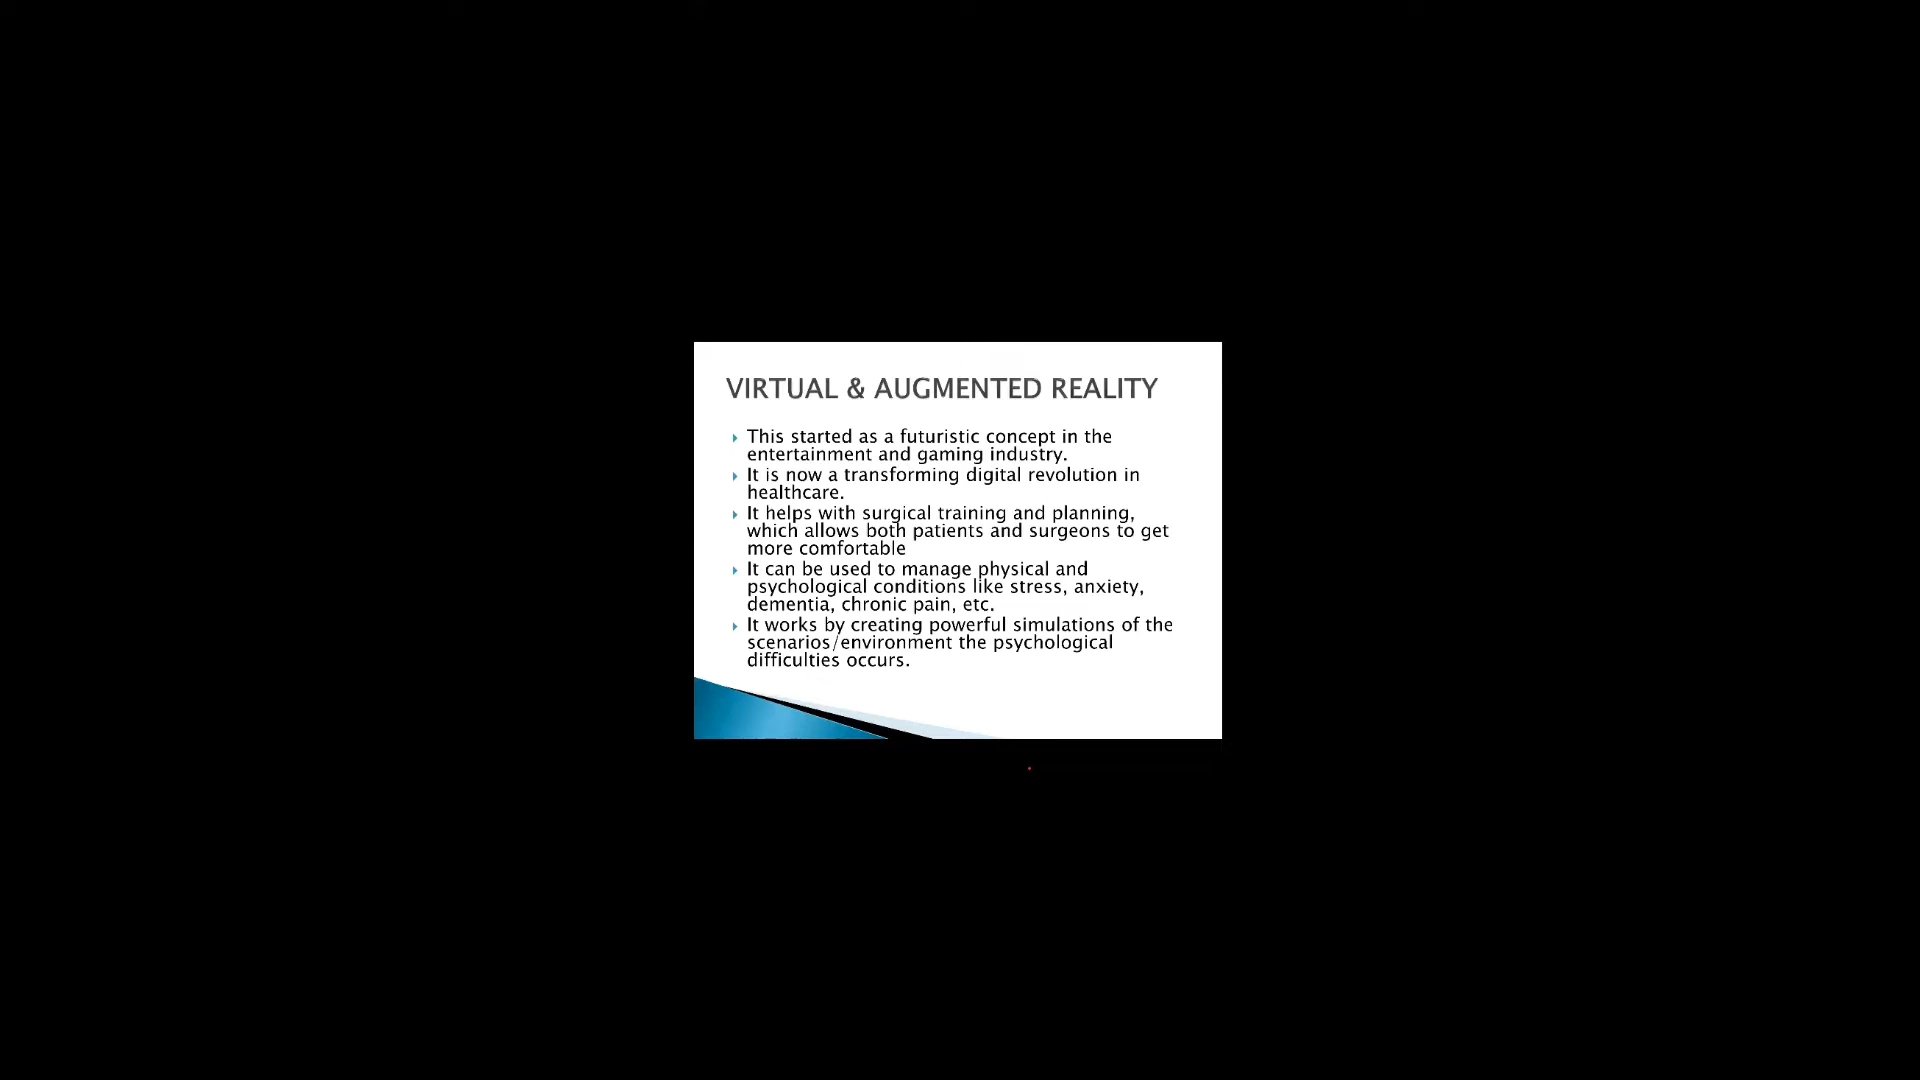 VIRTUAL & AUGMENTED REALITY
This started as a futuristic concept in the
entertainment and gaming industry.
It is now a transforming digital revolution in
healthcare.
It helps with surgical training and planning,
which allows both patients and surgeons to get
more comfortable
It can be used to manage physical and
psychological conditions like stress, anxiety,
dementia, chronic pain, etc.
It works by creating powerful simulations of the
scenarios/environment the psychological
difficulties occurs.